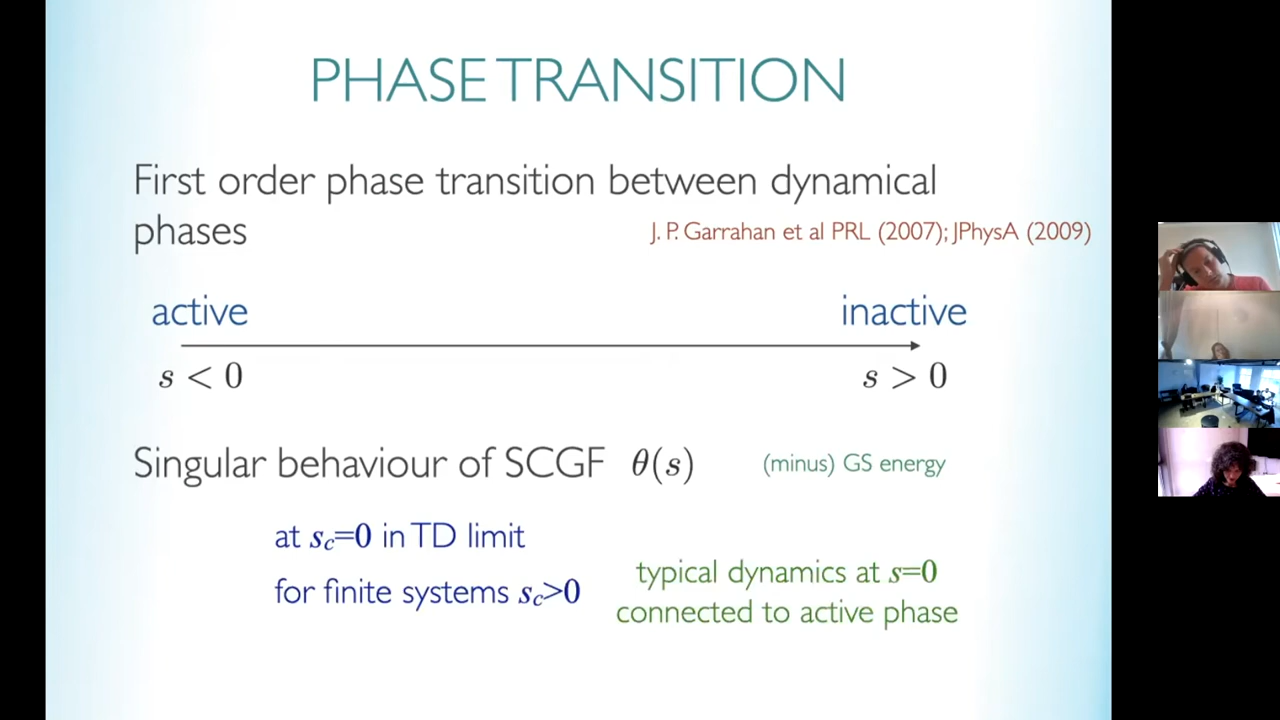 PHASE TRANSITION
First order phase transition between dynamical
phases
J. P. Garrahan et al PRL (2007); JPhysA (2009)
active inactive
s < 0 s > 0
Singular behaviour of SCGF θ(s) (minus) GS energy
at sc=0 in TD limit
for finite systems sc>0
typical dynamics at s=0
connected to active phase